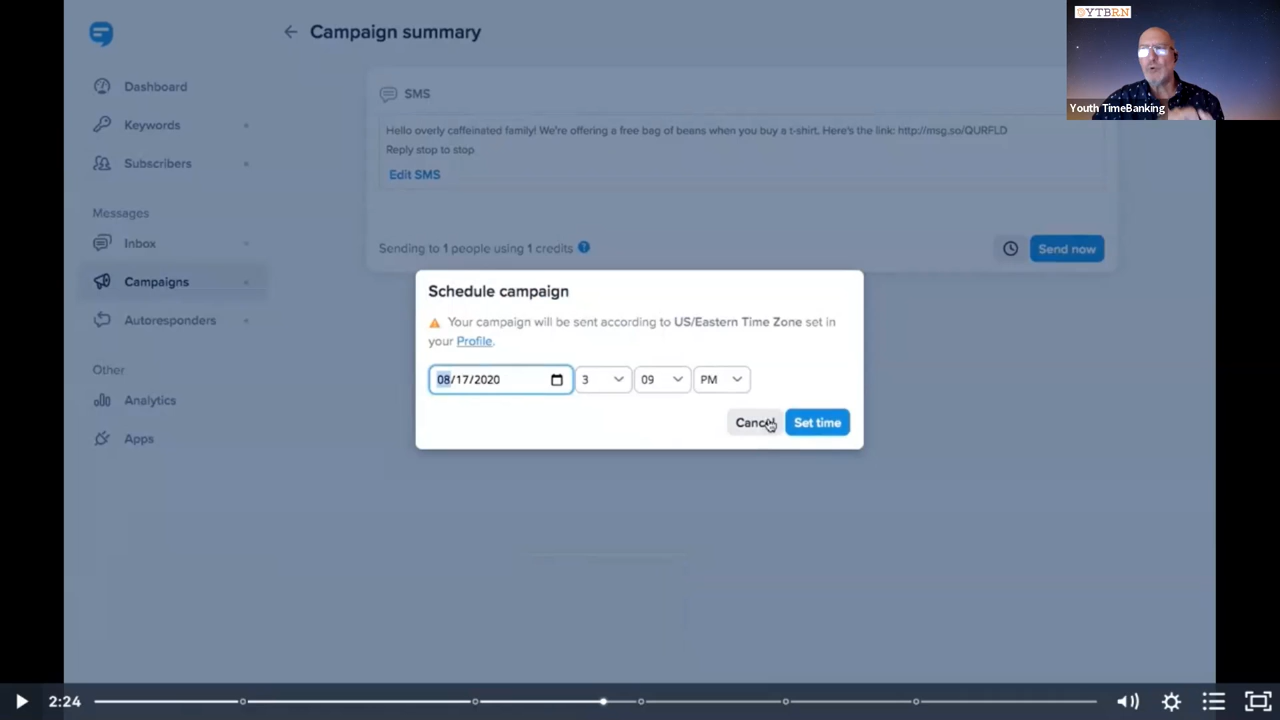 Campaign summary
YTBRN
Youth TimeBanking
Dashboard
Keywords
Subscribers
Messages
Inbox
Campaigns
Autoresponders
Other
Analytics
Apps
SMS
Hello overly caffeinated family! We're offering a free bag of beans when you buy a t-shirt. Here's the link: http://msg.so/QURFLD
Reply stop to stop
Edit SMS
Sending to 1 people using 1 credits ?
Send now
Schedule campaign
Your campaign will be sent according to US/Eastern Time Zone set in
your Profile.
08/17/2020 3 09 PM
Cancel Set time
2:24